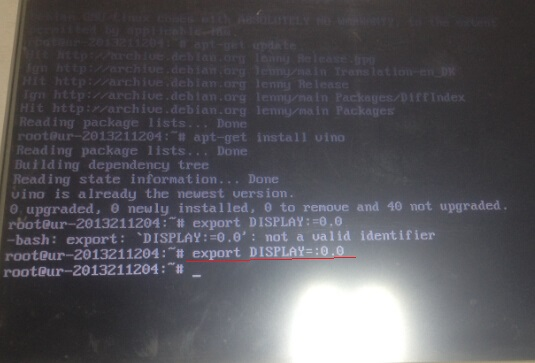 Debian GNU/Linux comes with ABSOLUTELY NO WARRANTY, to the extent
permitted by applicable law.
root@ur-2013211204:~# apt-get update
Hit http://archive.debian.org lenny Release.gpg
Ign http://archive.debian.org lenny/main Translation-en_DK
Hit http://archive.debian.org lenny Release
Ign http://archive.debian.org lenny/main Packages/DiffIndex
Hit http://archive.debian.org lenny/main Packages
Reading package lists... Done
root@ur-2013211204:~# apt-get install vino
Reading package lists... Done
Building dependency tree
Reading state information... Done
vino is already the newest version.
0 upgraded, 0 newly installed, 0 to remove and 40 not upgraded.
root@ur-2013211204:~# export DISPLAY:=0.0
-bash: export: `DISPLAY:=0.0': not a valid identifier
root@ur-2013211204:~# export DISPLAY=:0.0
root@ur-2013211204:~# _